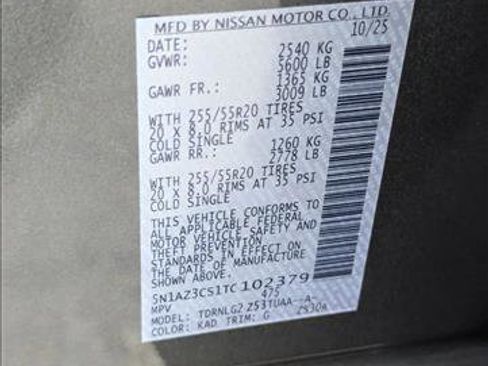 MFD BY NISSAN MOTOR CO., LTD.
DATE: 10/25
GVWR: 2540 KG
5600 LB
GAWR FR.: 1365 KG
3009 LB
WITH 255/55R20 TIRES
20 X 8.0 RIMS AT 35 PSI
COLD SINGLE
GAWR RR.: 1260 KG
2778 LB
WITH 255/55R20 TIRES
20 X 8.0 RIMS AT 35 PSI
COLD SINGLE
THIS VEHICLE CONFORMS TO
ALL APPLICABLE FEDERAL
MOTOR VEHICLE SAFETY AND
THEFT PREVENTION
STANDARDS IN EFFECT ON
THE DATE OF MANUFACTURE
SHOWN ABOVE.
5N1AZ3CS1TC102379
MPV 475
MODEL: TDRNLG2 Z53TUAA--A-
COLOR: KAD TRIM: G Z530A